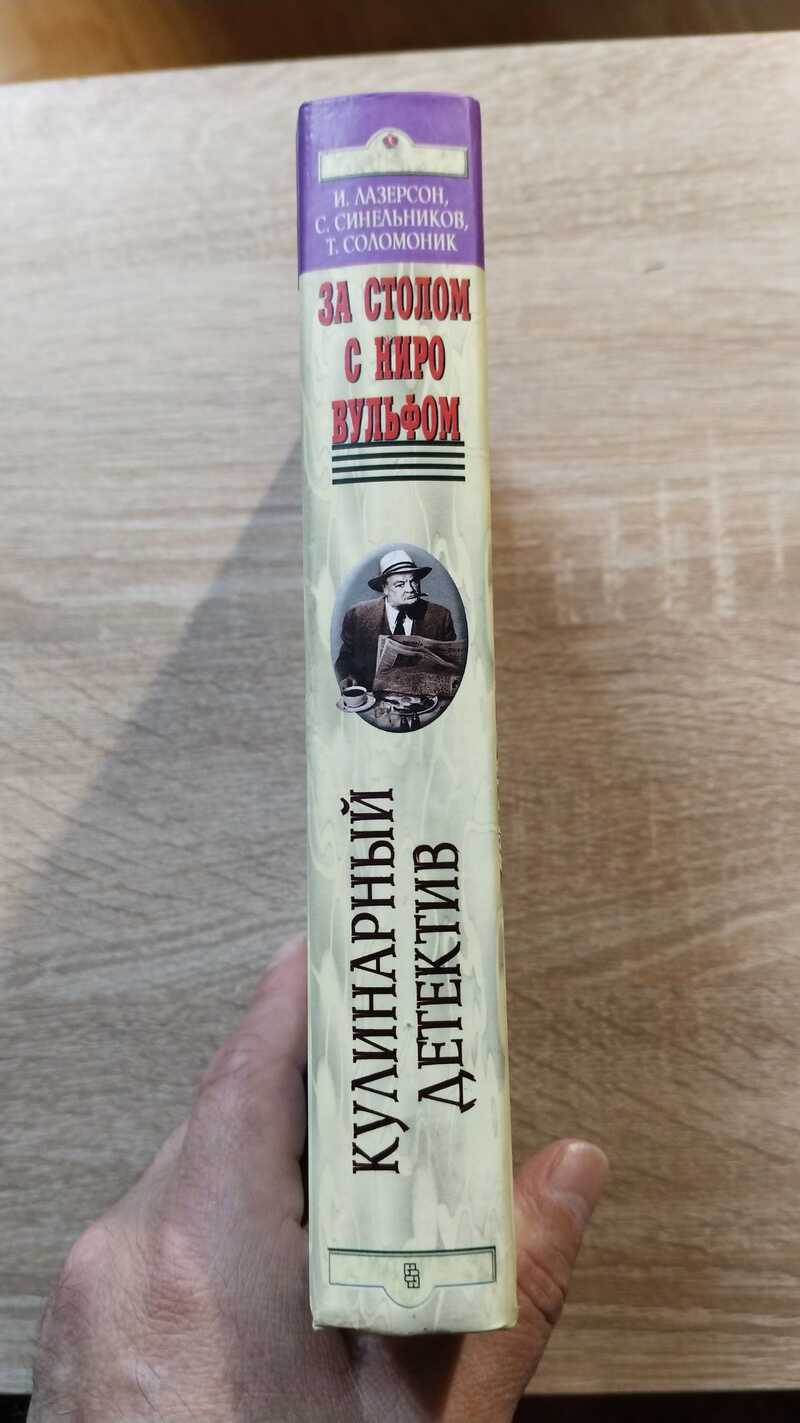 И. ЛАЗЕРСОН,
С. СИНЕЛЬНИКОВ,
Т. СОЛОМОНИК
ЗА СТОЛОМ
С НИРО
ВУЛЬФОМ
КУЛИНАРНЫЙ
ДЕТЕКТИВ